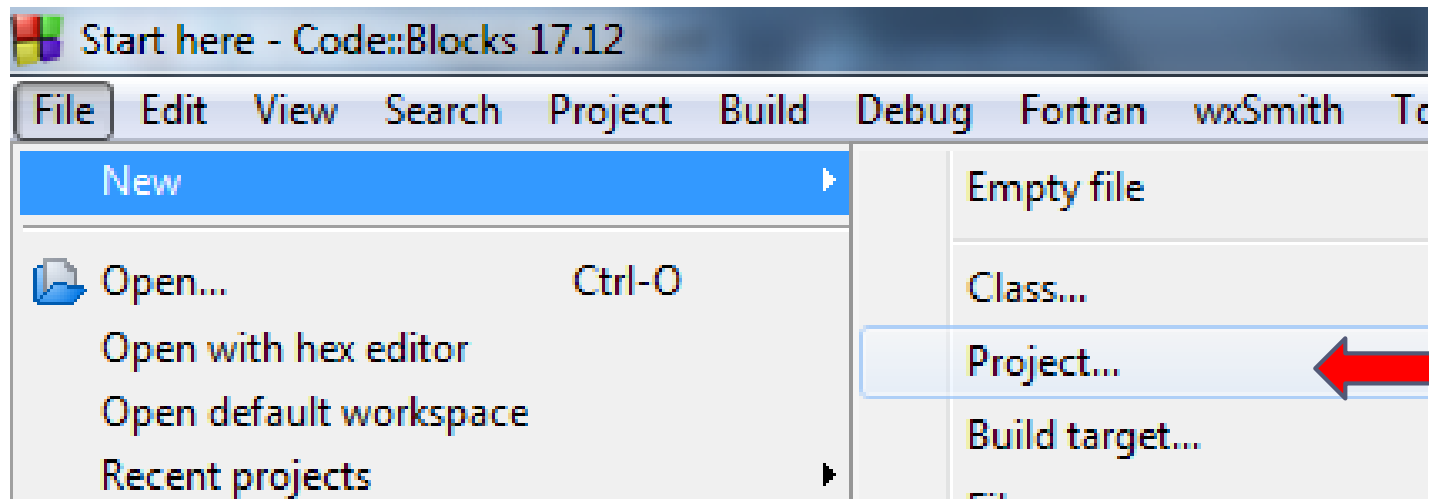 Start here - Code::Blocks 17.12
File Edit View Search Project Build Debug Fortran wxSmith
New
Empty file
Open... Ctrl-O
Class...
Open with hex editor
Project...
Open default workspace
Build target...
Recent projects